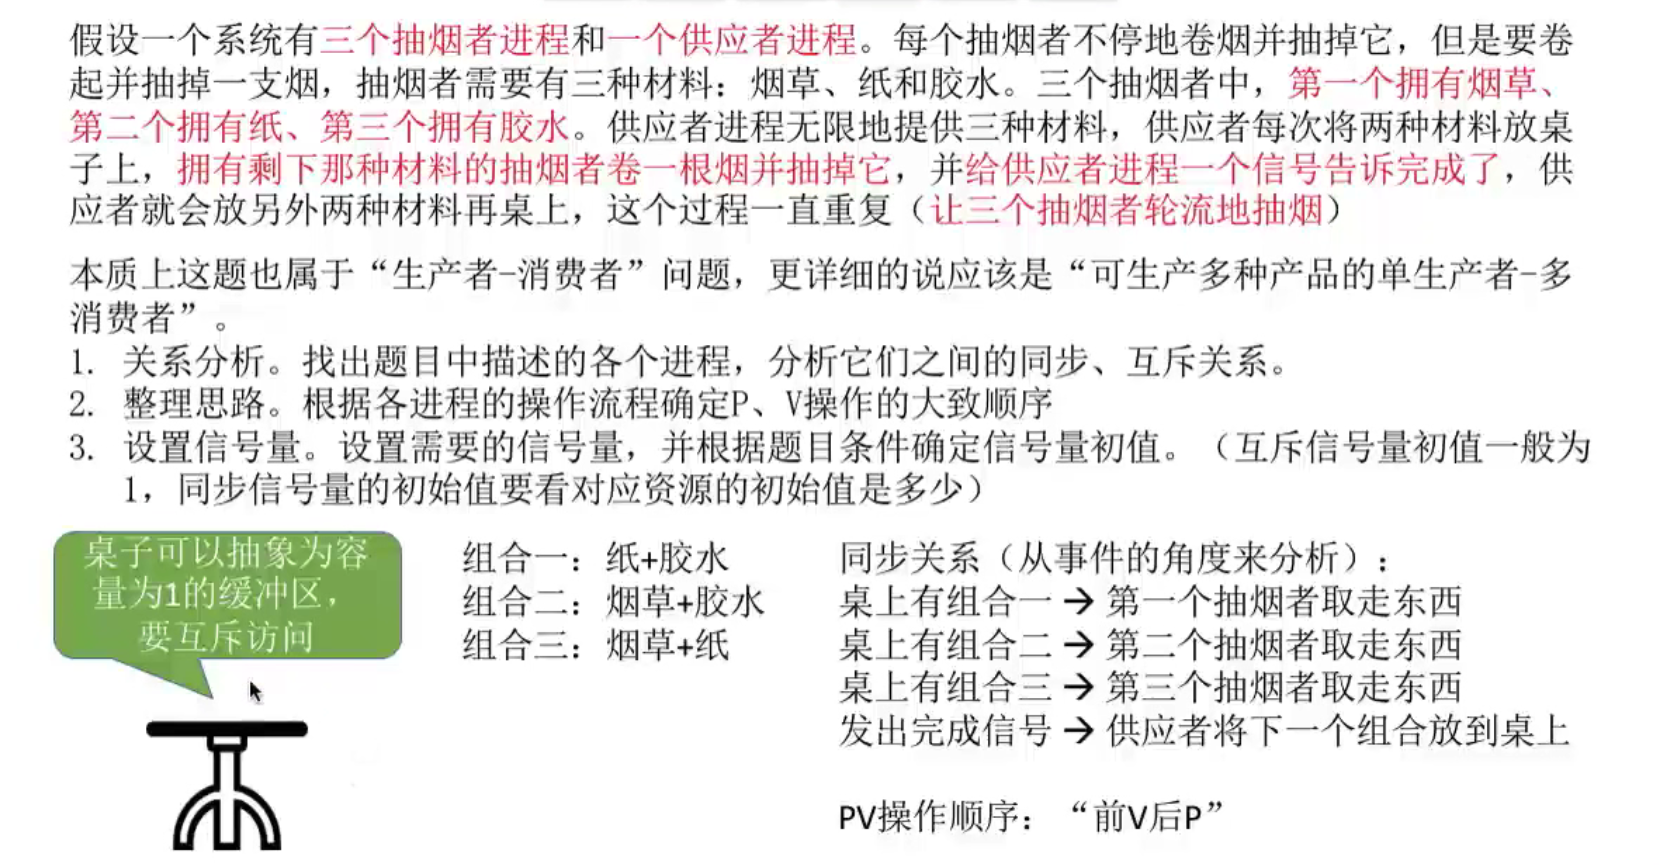 假设一个系统有三个抽烟者进程和一个供应者进程。每个抽烟者不停地卷烟并抽掉它，但是要卷
起并抽掉一支烟，抽烟者需要有三种材料：烟草、纸和胶水。三个抽烟者中，第一个拥有烟草、
第二个拥有纸、第三个拥有胶水。供应者进程无限地提供三种材料，供应者每次将两种材料放桌
子上，拥有剩下那种材料的抽烟者卷一根烟并抽掉它，并给供应者进程一个信号告诉完成了，供
应者就会放另外两种材料再桌上，这个过程一直重复（让三个抽烟者轮流地抽烟）
本质上这题也属于“生产者-消费者”问题，更详细的说应该是“可生产多种产品的单生产者-多
消费者”。
1. 关系分析。找出题目中描述的各个进程，分析它们之间的同步、互斥关系。
2. 整理思路。根据各进程的操作流程确定P、V操作的大致顺序
3. 设置信号量。设置需要的信号量，并根据题目条件确定信号量初值。（互斥信号量初值一般为
1，同步信号量的初始值要看对应资源的初始值是多少）
桌子可以抽象为容
量为1的缓冲区，
要互斥访问
组合一：纸+胶水
组合二：烟草+胶水
组合三：烟草+纸
同步关系（从事件的角度来分析）：
桌上有组合一 → 第一个抽烟者取走东西
桌上有组合二 → 第二个抽烟者取走东西
桌上有组合三 → 第三个抽烟者取走东西
发出完成信号 → 供应者将下一个组合放到桌上
PV操作顺序：“前V后P”